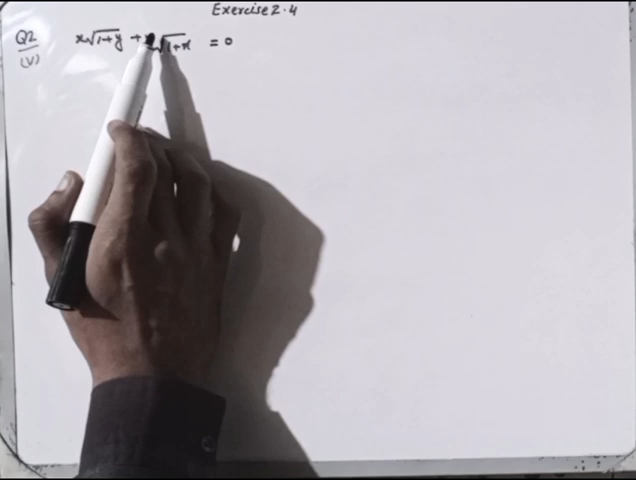 Exercise 2.4
Q2 x√1+y + √1+x = 0
(V)